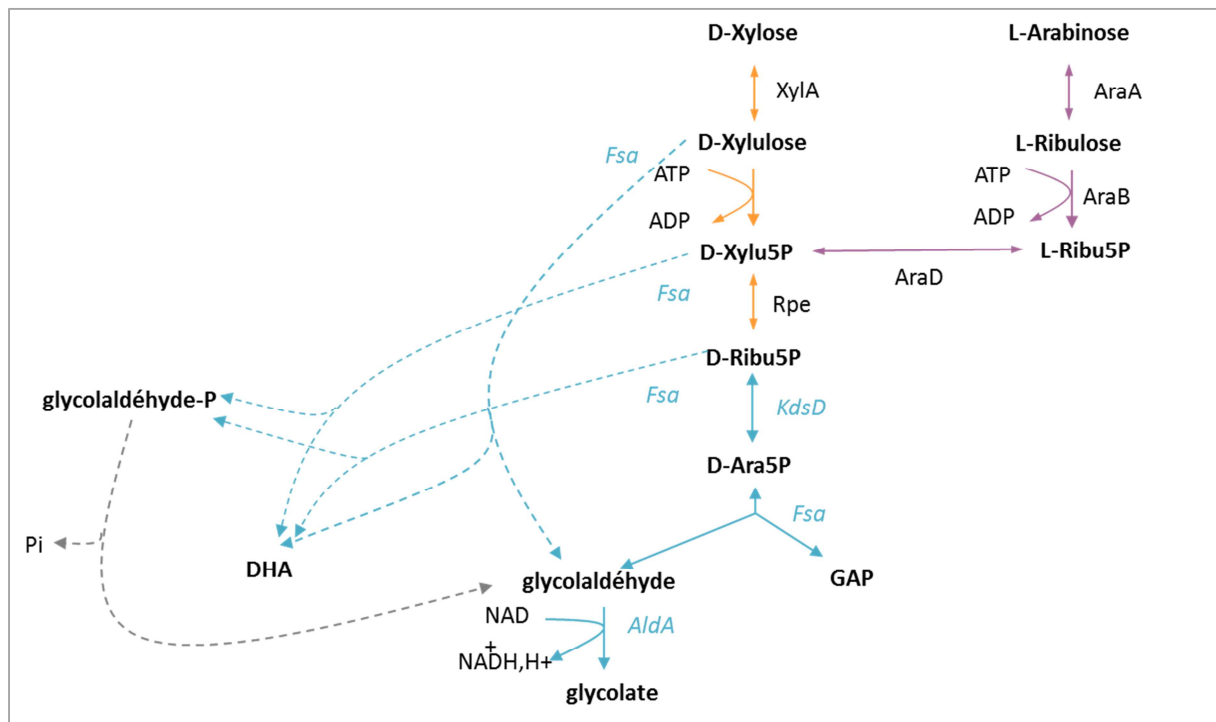 D-Xylose
L-Arabinose
XylA
AraA
D-Xylulose
L-Ribulose
Fsa
ATP
ATP
AraB
ADP
ADP
D-Xylu5P
L-Ribu5P
AraD
Fsa
Rpe
D-Ribu5P
glycolaldéhyde-P
Fsa
KdsD
D-Ara5P
Fsa
Pi
DHA
glycolaldéhyde
GAP
NAD
+
AldA
NADH,H+
glycolate